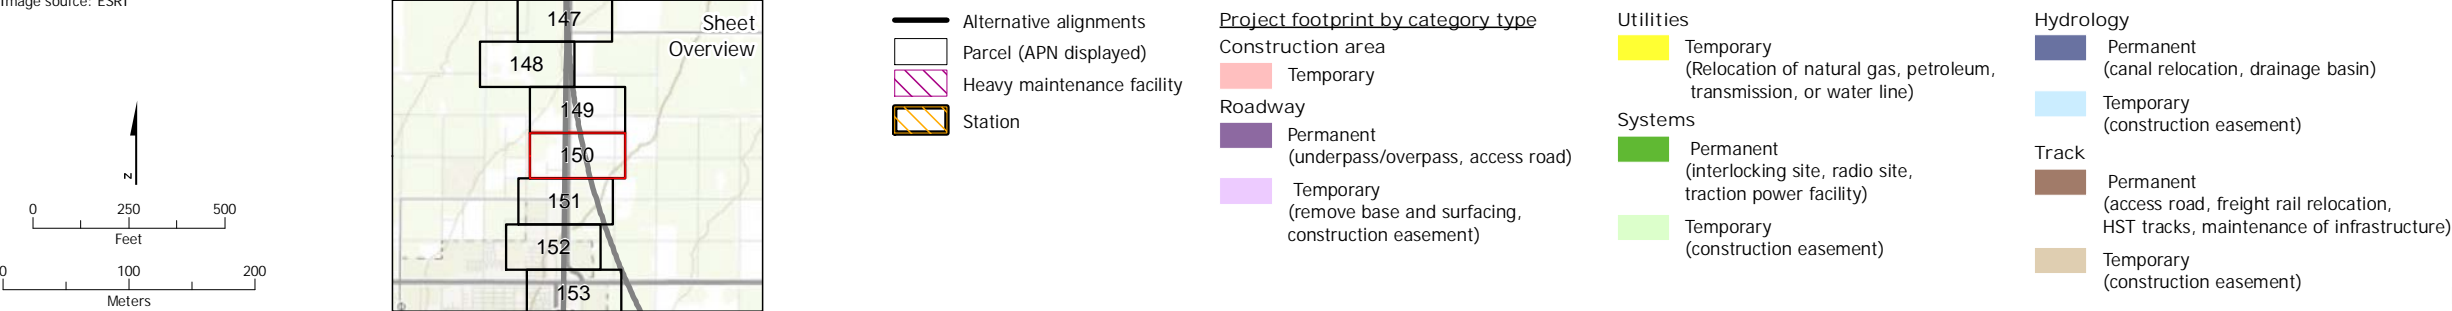 Image source: ESRI
N
0 250 500
Feet
0 100 200
Meters
Sheet
Overview
147
148
149
150
151
152
153
Alternative alignments
Parcel (APN displayed)
Heavy maintenance facility
Station
Project footprint by category type
Construction area
Temporary
Roadway
Permanent
(underpass/overpass, access road)
Temporary
(remove base and surfacing,
construction easement)
Utilities
Temporary
(Relocation of natural gas, petroleum,
transmission, or water line)
Systems
Permanent
(interlocking site, radio site,
traction power facility)
Temporary
(construction easement)
Hydrology
Permanent
(canal relocation, drainage basin)
Temporary
(construction easement)
Track
Permanent
(access road, freight rail relocation,
HST tracks, maintenance of infrastructure)
Temporary
(construction easement)